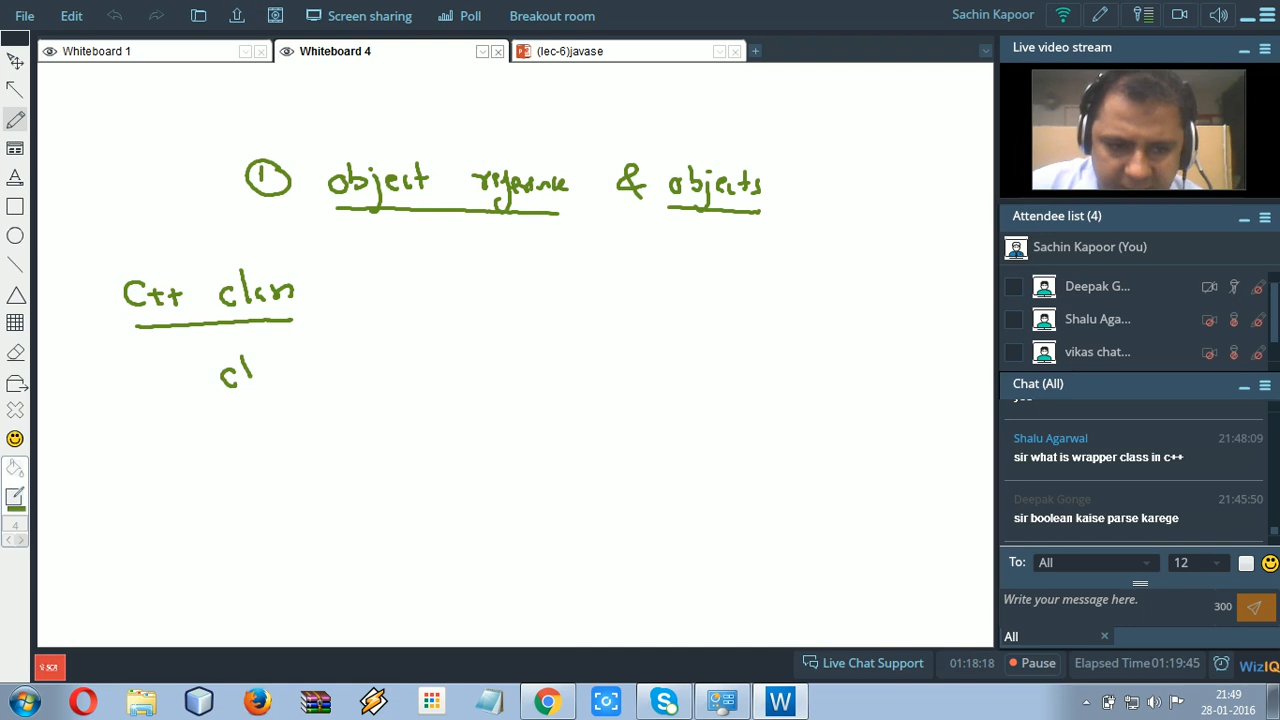 File Edit Screen sharing Poll Breakout room Sachin Kapoor
Whiteboard 1 Whiteboard 4 (lec-6)javase
Live video stream
① object reference & objects
C++ class
cl
Attendee list (4)
Sachin Kapoor (You)
Deepak G...
Shalu Aga...
vikas chat...
Chat (All)
Shalu Agarwal 21:48:09
sir what is wrapper class in c++
Deepak Gonge 21:45:50
sir boolean kaise parse karege
To: All 12
Write your message here. 300
All
4
Live Chat Support 01:18:18 Pause Elapsed Time 01:19:45 WizIQ
21:49
28-01-2016